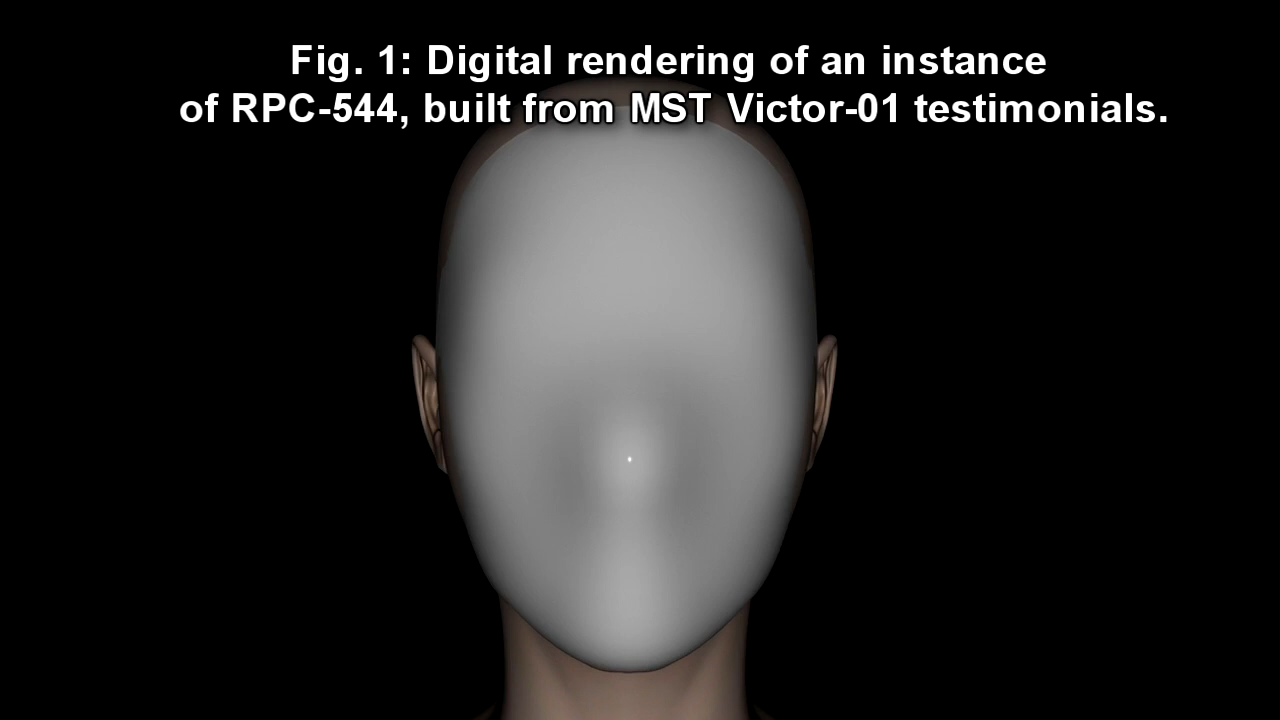 Fig. 1: Digital rendering of an instance
of RPC-544, built from MST Victor-01 testimonials.